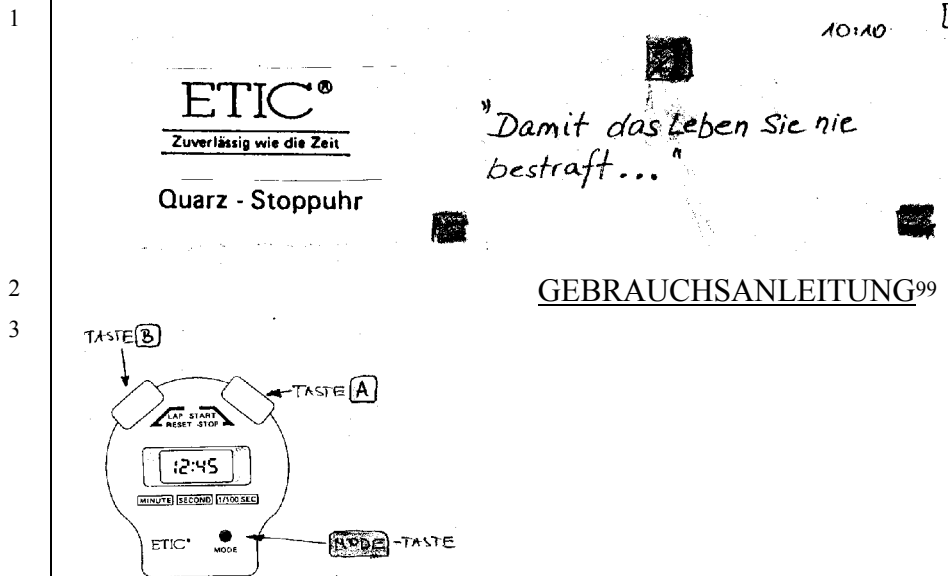 1
10:10
ETIC®
Zuverlässig wie die Zeit
"Damit das Leben Sie nie
bestraft..."
Quarz - Stoppuhr
2
GEBRAUCHSANLEITUNG99
3
TASTE B
TASTE A
LAP START
RESET STOP
12:45
MINUTE SECOND 1/100 SEC
ETIC®
MODE
MODE-TASTE